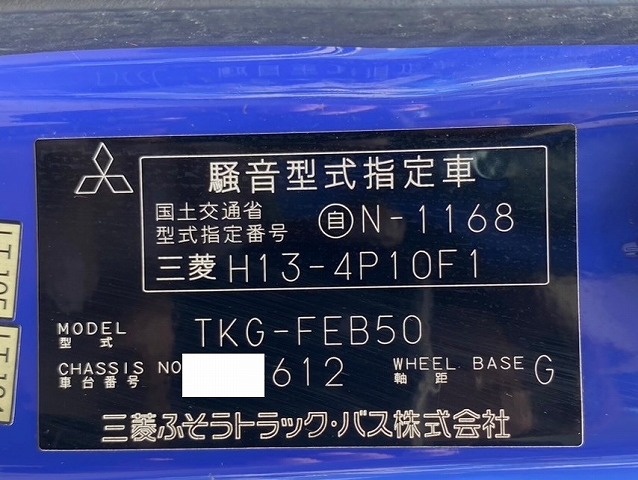 騒音型式指定車
国土交通省
型式指定番号 自N-1168
三菱 H13-4P10F1
MODEL
型式 TKG-FEB50
CHASSIS NO
車台番号 612 WHEEL BASE
軸距 G
三菱ふそうトラック・バス株式会社